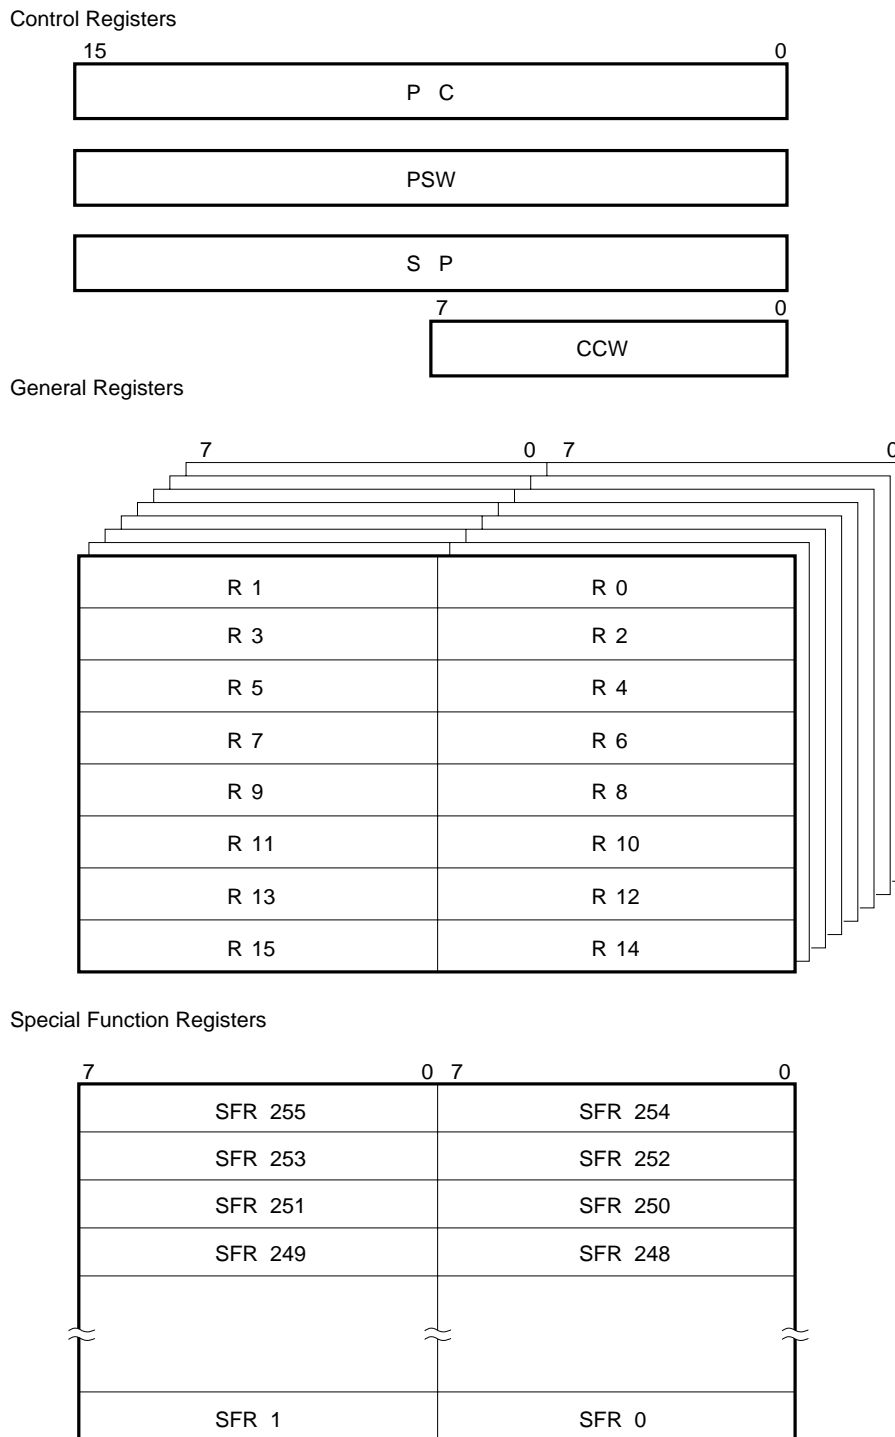 Control Registers
15 0
P C
PSW
S P
7 0
CCW
General Registers
7 0 7 0
R 1 R 0
R 3 R 2
R 5 R 4
R 7 R 6
R 9 R 8
R 11 R 10
R 13 R 12
R 15 R 14
Special Function Registers
7 0 7 0
SFR 255 SFR 254
SFR 253 SFR 252
SFR 251 SFR 250
SFR 249 SFR 248
SFR 1 SFR 0